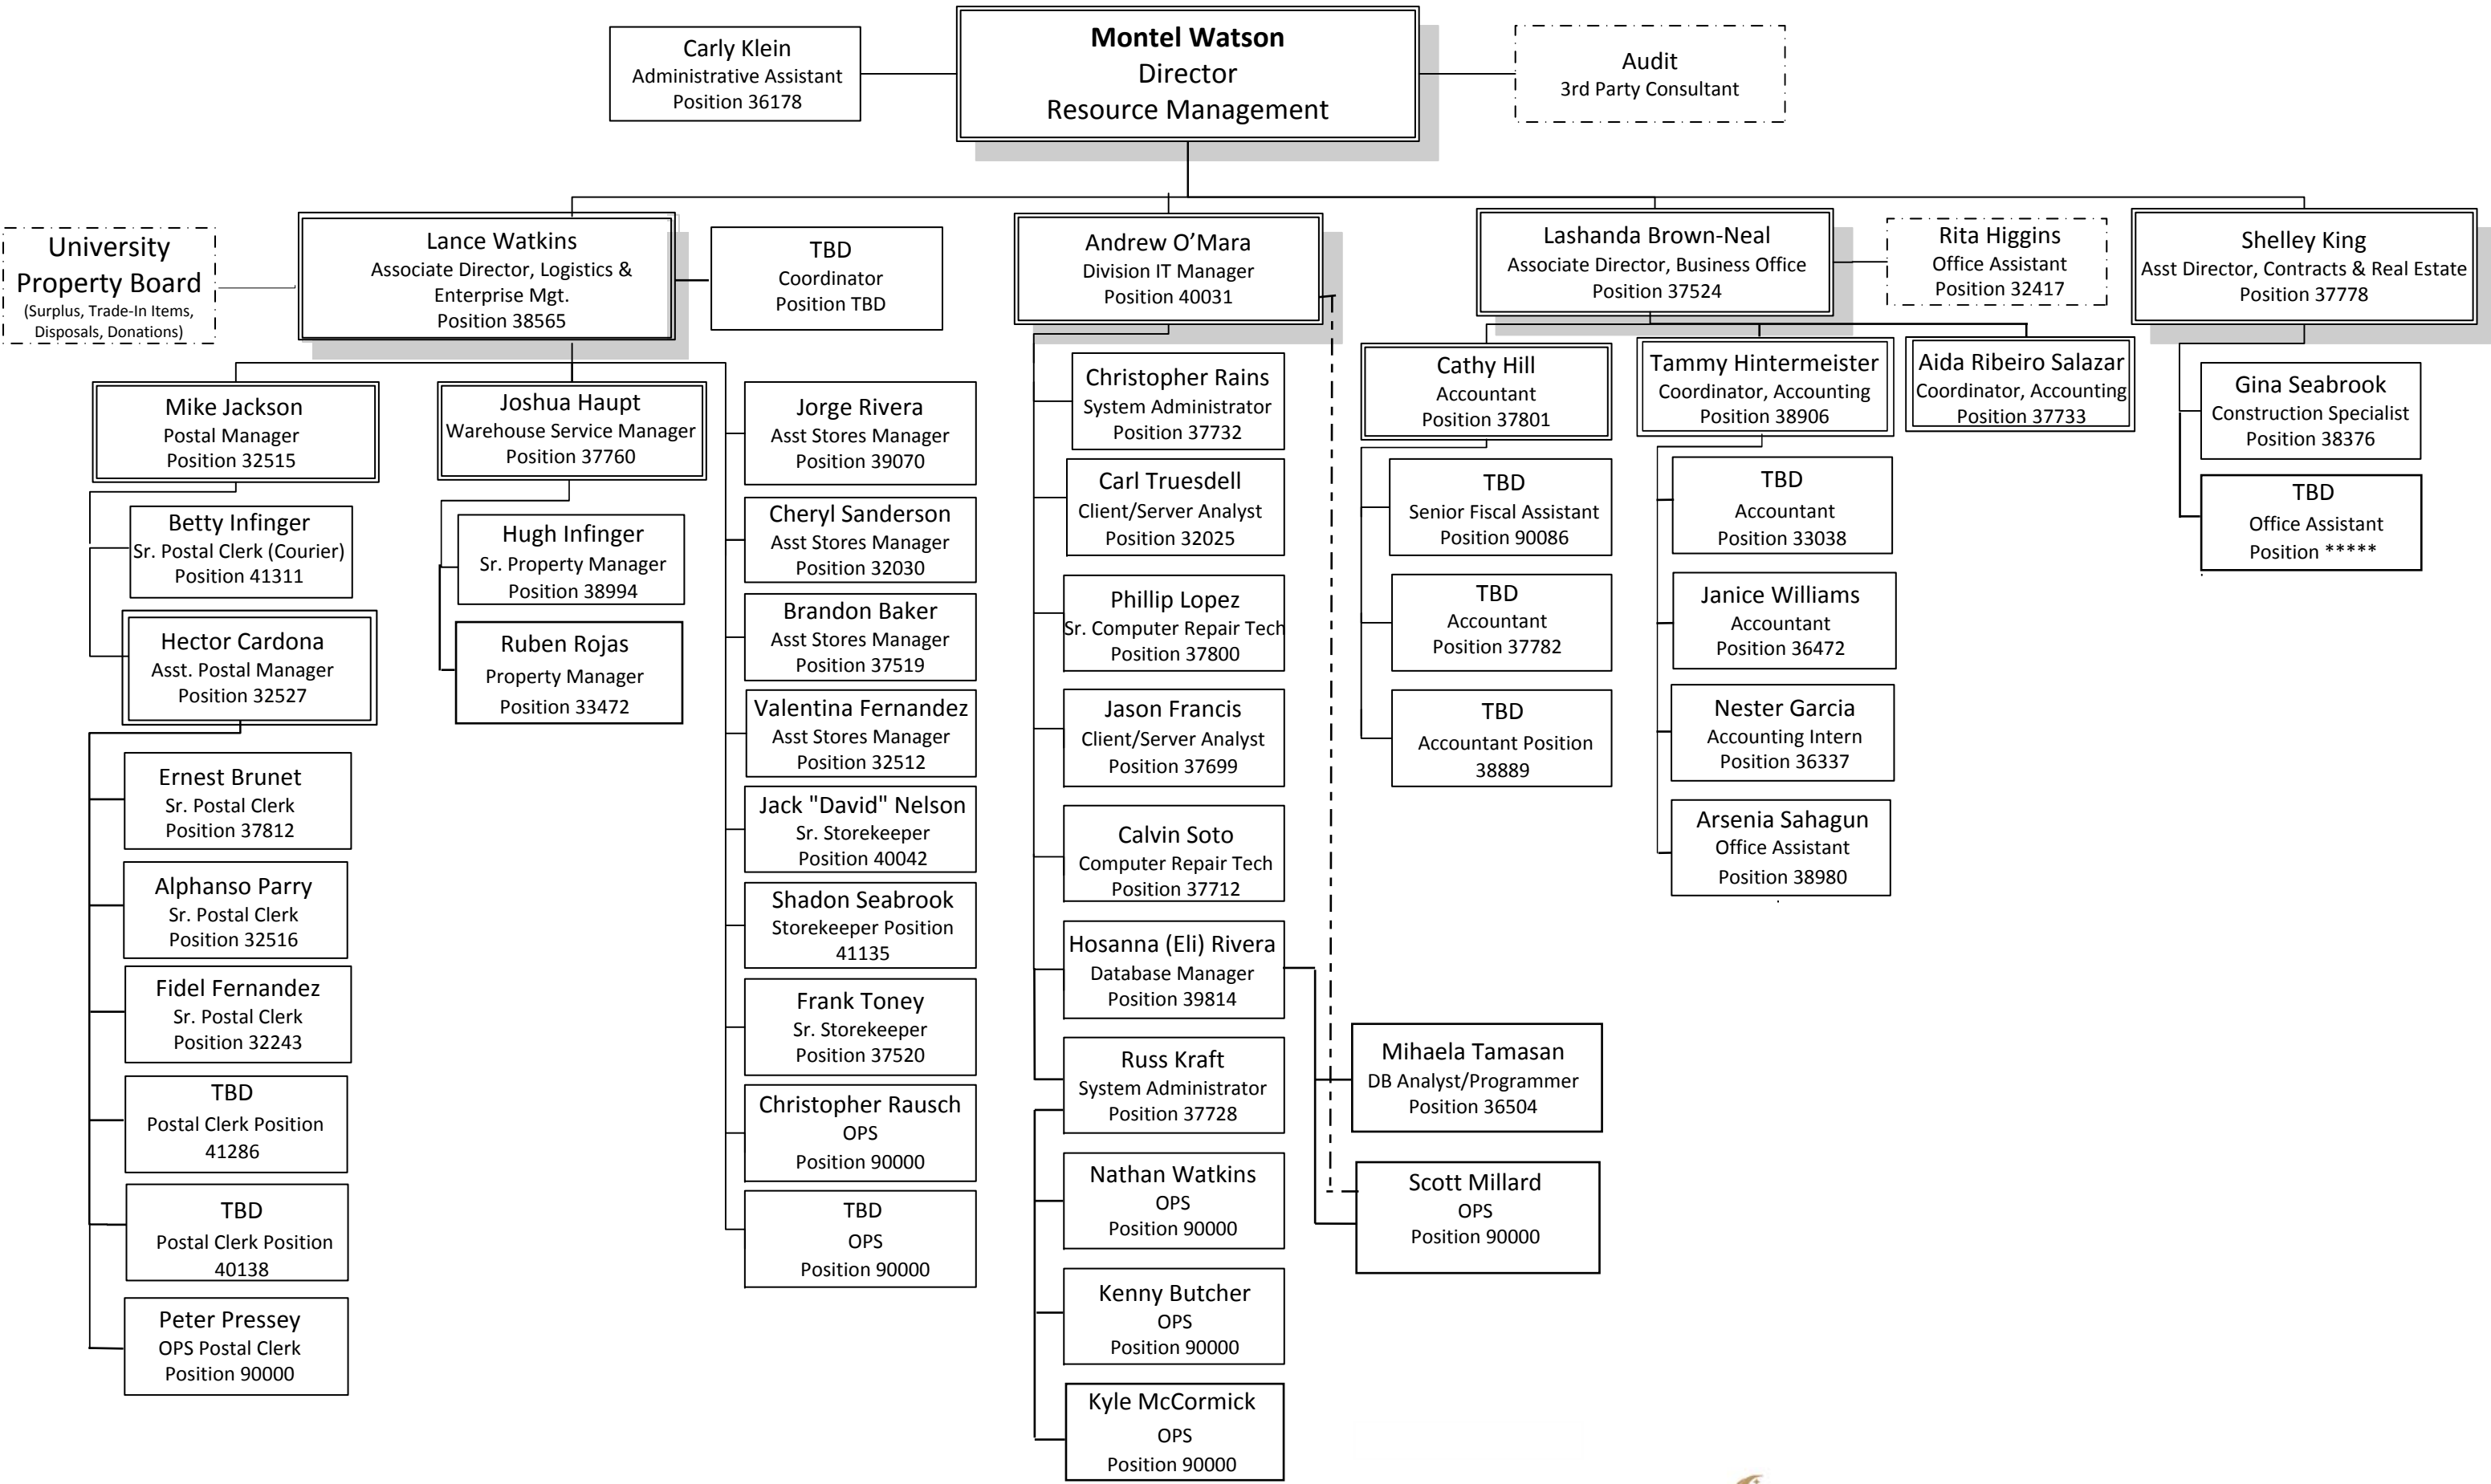 Carly Klein
Administrative Assistant
Position 36178
Montel Watson
Director
Resource Management
Audit
3rd Party Consultant
University
Property Board
(Surplus, Trade-In Items,
Disposals, Donations)
Lance Watkins
Associate Director, Logistics &
Enterprise Mgt.
Position 38565
TBD
Coordinator
Position TBD
Andrew O’Mara
Division IT Manager
Position 40031
Lashanda Brown-Neal
Associate Director, Business Office
Position 37524
Rita Higgins
Office Assistant
Position 32417
Shelley King
Asst Director, Contracts & Real Estate
Position 37778
Mike Jackson
Postal Manager
Position 32515
Betty Infinger
Sr. Postal Clerk (Courier)
Position 41311
Hector Cardona
Asst. Postal Manager
Position 32527
Ernest Brunet
Sr. Postal Clerk
Position 37812
Alphanso Parry
Sr. Postal Clerk
Position 32516
Fidel Fernandez
Sr. Postal Clerk
Position 32243
TBD
Postal Clerk Position
41286
TBD
Postal Clerk Position
40138
Peter Pressey
OPS Postal Clerk
Position 90000
Joshua Haupt
Warehouse Service Manager
Position 37760
Hugh Infinger
Sr. Property Manager
Position 38994
Ruben Rojas
Property Manager
Position 33472
Jorge Rivera
Asst Stores Manager
Position 39070
Cheryl Sanderson
Asst Stores Manager
Position 32030
Brandon Baker
Asst Stores Manager
Position 37519
Valentina Fernandez
Asst Stores Manager
Position 32512
Jack "David" Nelson
Sr. Storekeeper
Position 40042
Shadon Seabrook
Storekeeper Position
41135
Frank Toney
Sr. Storekeeper
Position 37520
Christopher Rausch
OPS
Position 90000
TBD
OPS
Position 90000
Christopher Rains
System Administrator
Position 37732
Carl Truesdell
Client/Server Analyst
Position 32025
Phillip Lopez
Sr. Computer Repair Tech
Position 37800
Jason Francis
Client/Server Analyst
Position 37699
Calvin Soto
Computer Repair Tech
Position 37712
Hosanna (Eli) Rivera
Database Manager
Position 39814
Russ Kraft
System Administrator
Position 37728
Nathan Watkins
OPS
Position 90000
Kenny Butcher
OPS
Position 90000
Kyle McCormick
OPS
Position 90000
Mihaela Tamasan
DB Analyst/Programmer
Position 36504
Scott Millard
OPS
Position 90000
Cathy Hill
Accountant
Position 37801
TBD
Senior Fiscal Assistant
Position 90086
TBD
Accountant
Position 37782
TBD
Accountant Position
38889
Tammy Hintermeister
Coordinator, Accounting
Position 38906
TBD
Accountant
Position 33038
Janice Williams
Accountant
Position 36472
Nester Garcia
Accounting Intern
Position 36337
Arsenia Sahagun
Office Assistant
Position 38980
Aida Ribeiro Salazar
Coordinator, Accounting
Position 37733
Gina Seabrook
Construction Specialist
Position 38376
TBD
Office Assistant
Position *****